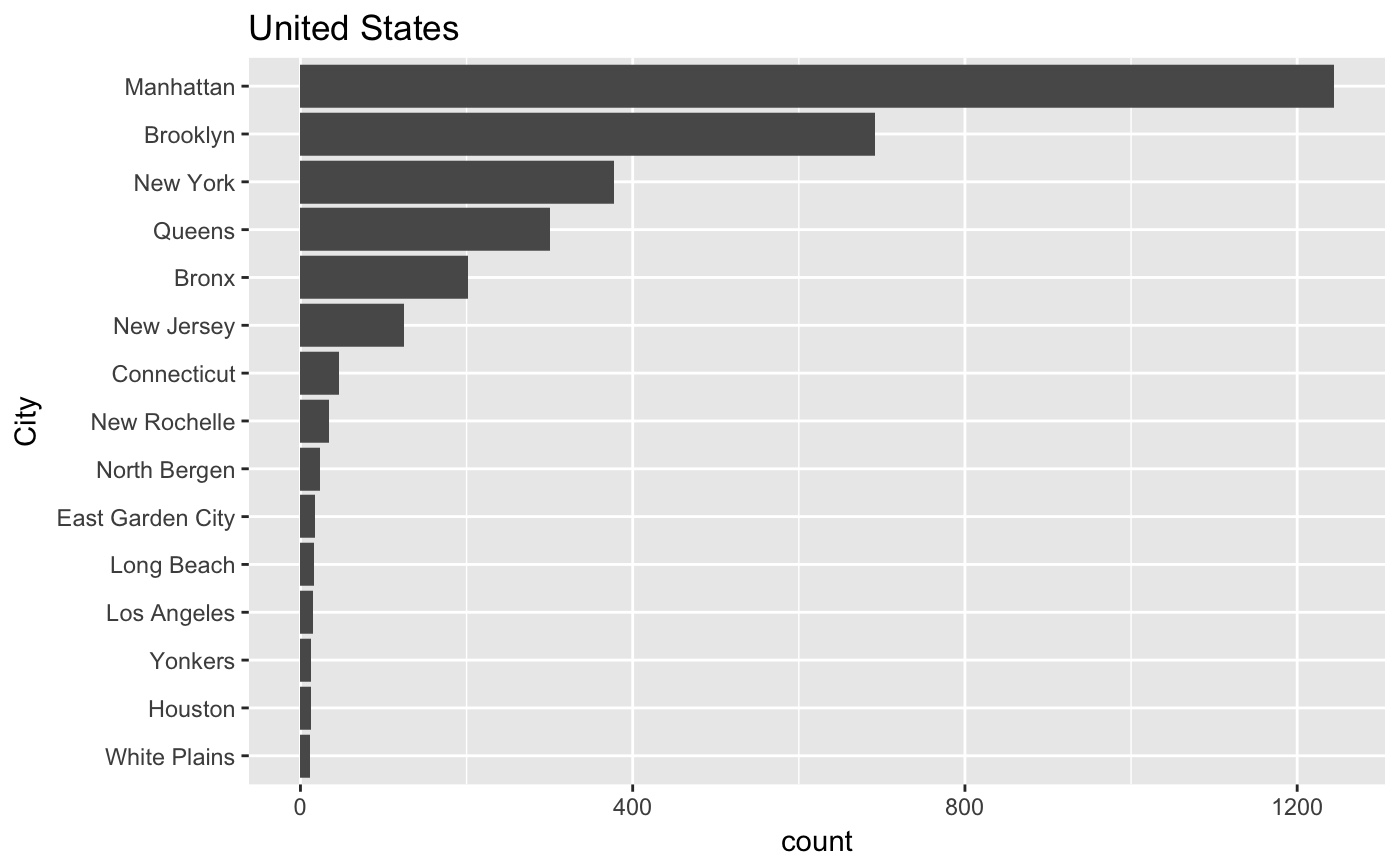 United States
Manhattan
Brooklyn
New York
Queens
Bronx
New Jersey
Connecticut
New Rochelle
North Bergen
East Garden City
Long Beach
Los Angeles
Yonkers
Houston
White Plains
City
0 400 800 1200
count